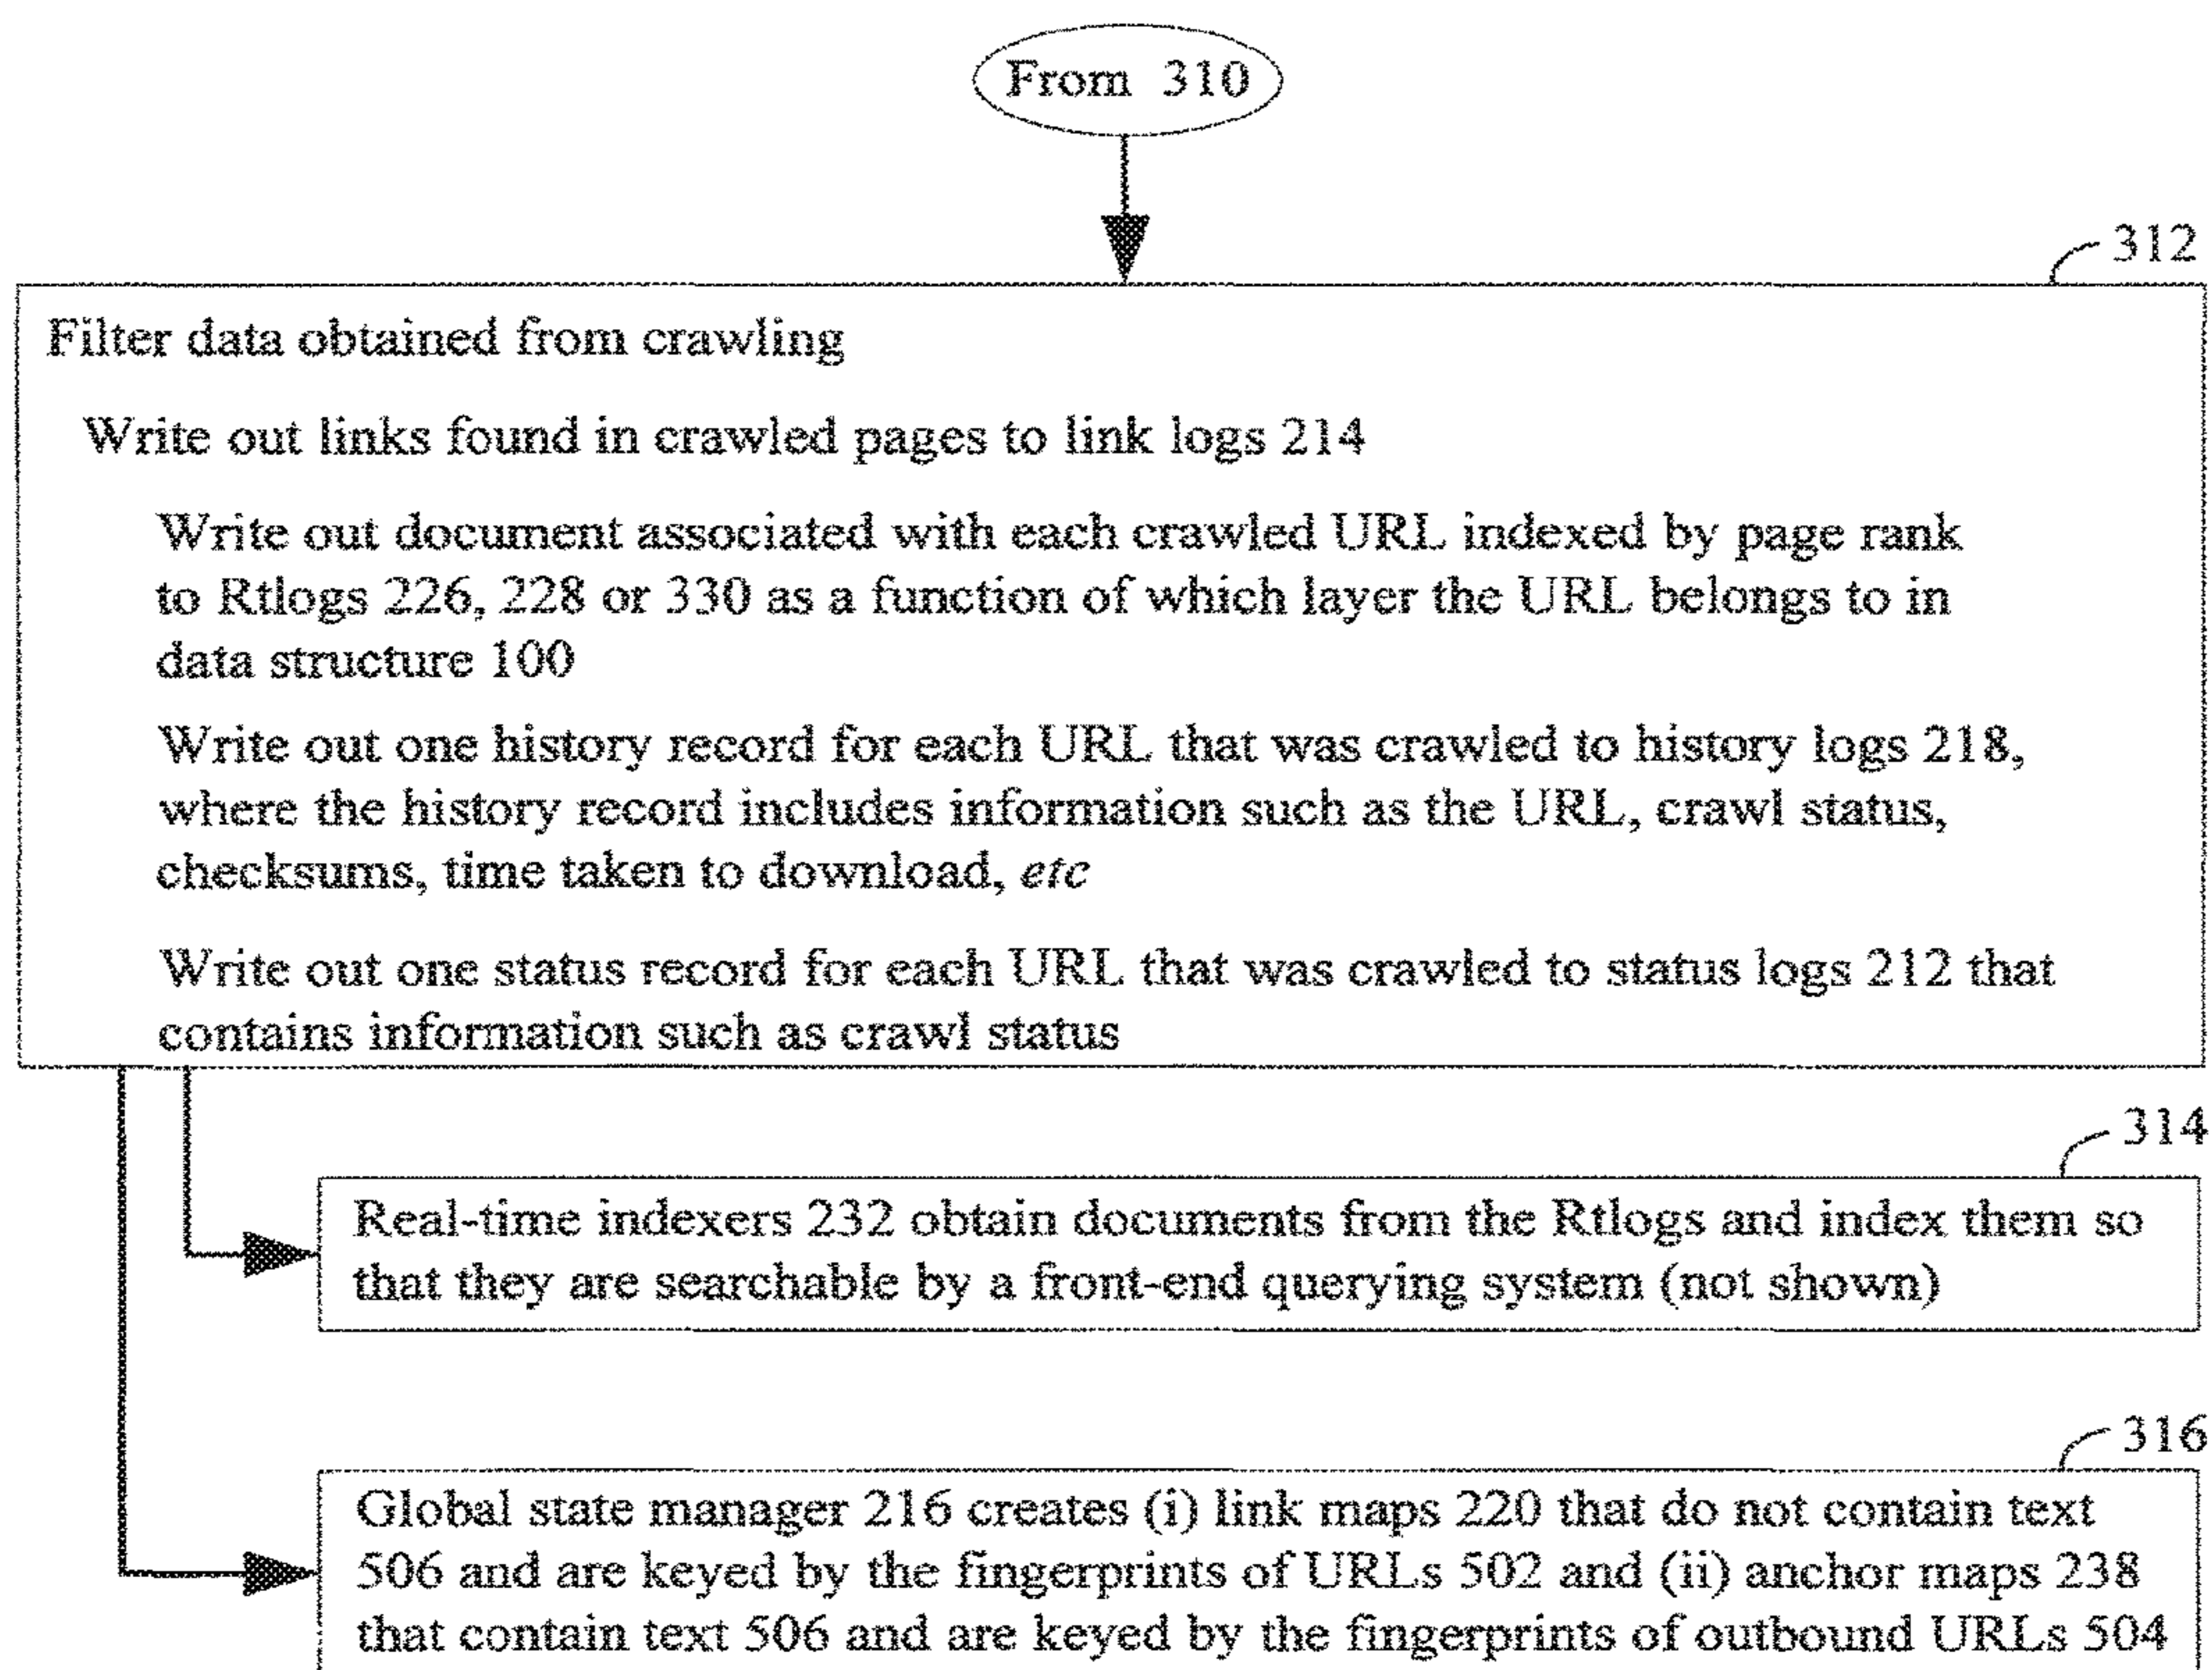 From 310
312
Filter data obtained from crawling
Write out links found in crawled pages to link logs 214
Write out document associated with each crawled URL indexed by page rank
to Rtlogs 226, 228 or 330 as a function of which layer the URL belongs to in
data structure 100
Write out one history record for each URL that was crawled to history logs 218,
where the history record includes information such as the URL, crawl status,
checksums, time taken to download, etc
Write out one status record for each URL that was crawled to status logs 212 that
contains information such as crawl status
314
Real-time indexers 232 obtain documents from the Rtlogs and index them so
that they are searchable by a front-end querying system (not shown)
316
Global state manager 216 creates (i) link maps 220 that do not contain text
506 and are keyed by the fingerprints of URLs 502 and (ii) anchor maps 238
that contain text 506 and are keyed by the fingerprints of outbound URLs 504